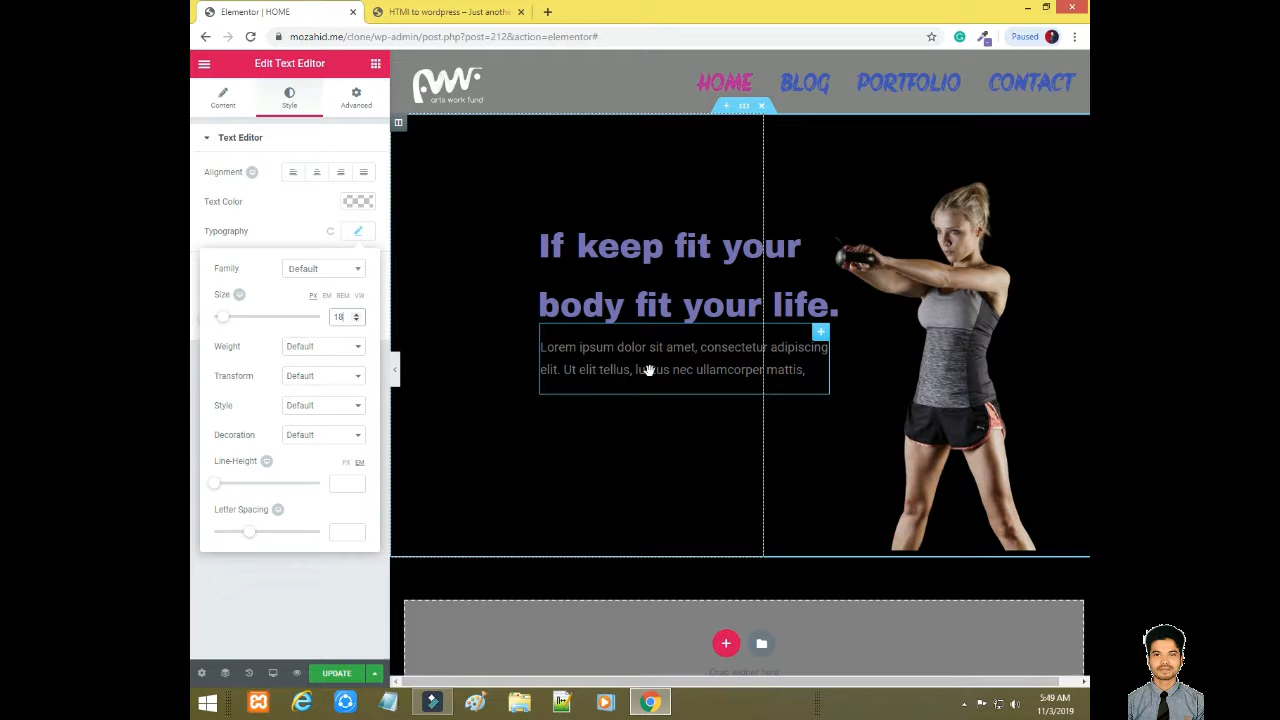 Elementor | HOME
HTMl to wordpress – Just anothe
mozahid.me/clone/wp-admin/post.php?post=212&action=elementor#
Paused
Edit Text Editor
Content
Style
Advanced
Text Editor
Alignment
Text Color
Typography
Family
Default
Size
PX EM REM VW
18
Weight
Default
Transform
Default
Style
Default
Decoration
Default
Line-Height
PX EM
Letter Spacing
UPDATE
arts work fund
HOME
BLOG
PORTFOLIO
CONTACT
If keep fit your
body fit your life.
Lorem ipsum dolor sit amet, consectetur adipiscing
elit. Ut elit tellus, luctus nec ullamcorper mattis,
Drag widget here
5:49 AM
11/3/2019